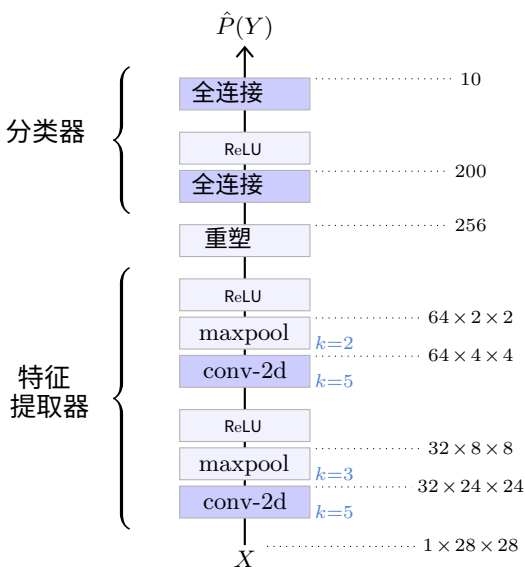 P̂(Y)
全连接
10
分类器
ReLU
全连接
200
重塑
256
ReLU
maxpool
k=2
64 × 2 × 2
conv-2d
k=5
64 × 4 × 4
特征
提取器
ReLU
maxpool
k=3
32 × 8 × 8
conv-2d
k=5
32 × 24 × 24
X
1 × 28 × 28